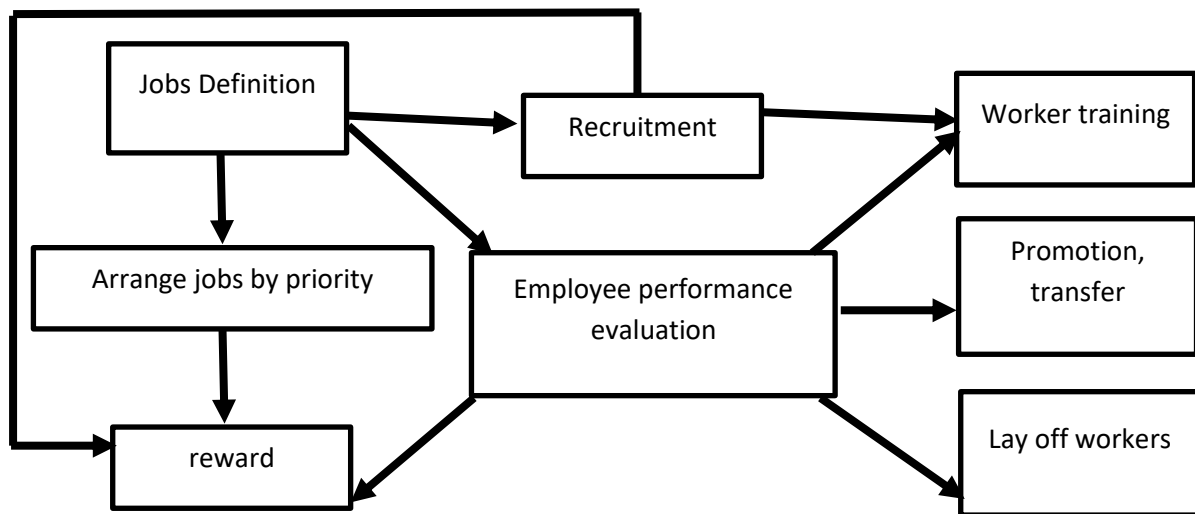 Jobs Definition
Recruitment
Worker training
Arrange jobs by priority
Employee performance
evaluation
Promotion,
transfer
reward
Lay off workers